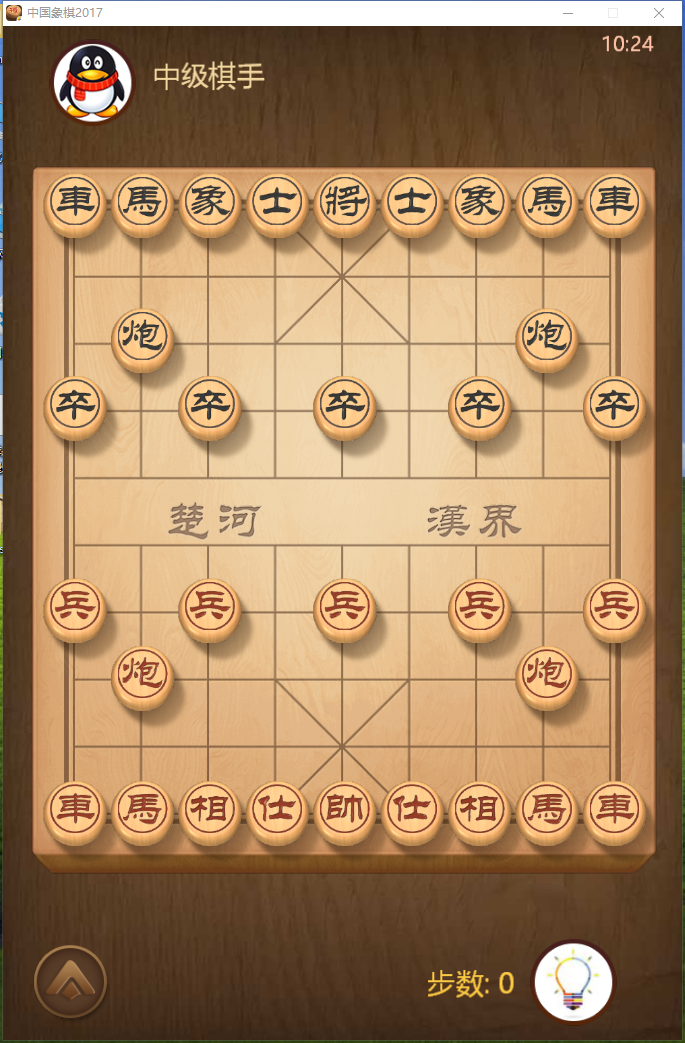 中国象棋2017
10:24
中级棋手
車馬象士將士象馬車
炮炮
卒卒卒卒卒
楚河 漢界
兵兵兵兵兵
炮炮
車馬相仕帥仕相馬車
步数: 0